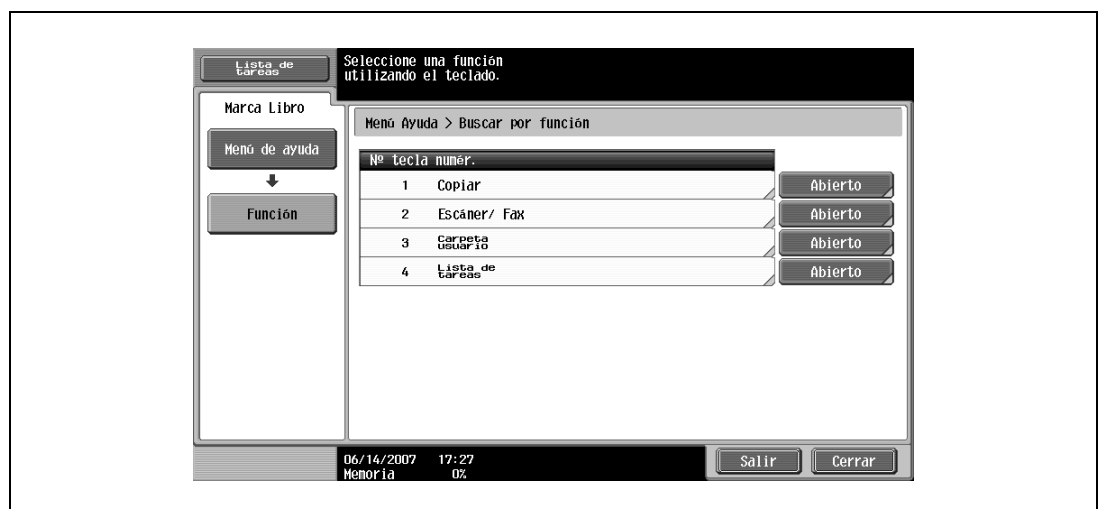 Lista de
tareas
Seleccione una función
utilizando el teclado.
Marca Libro
Menú Ayuda > Buscar por función
Menú de ayuda
Nº tecla numér.
1 Copiar Abierto
Función
2 Escáner/ Fax Abierto
3 Carpeta
usuario Abierto
4 Lista de
tareas Abierto
06/14/2007 17:27
Memoria 0%
Salir Cerrar